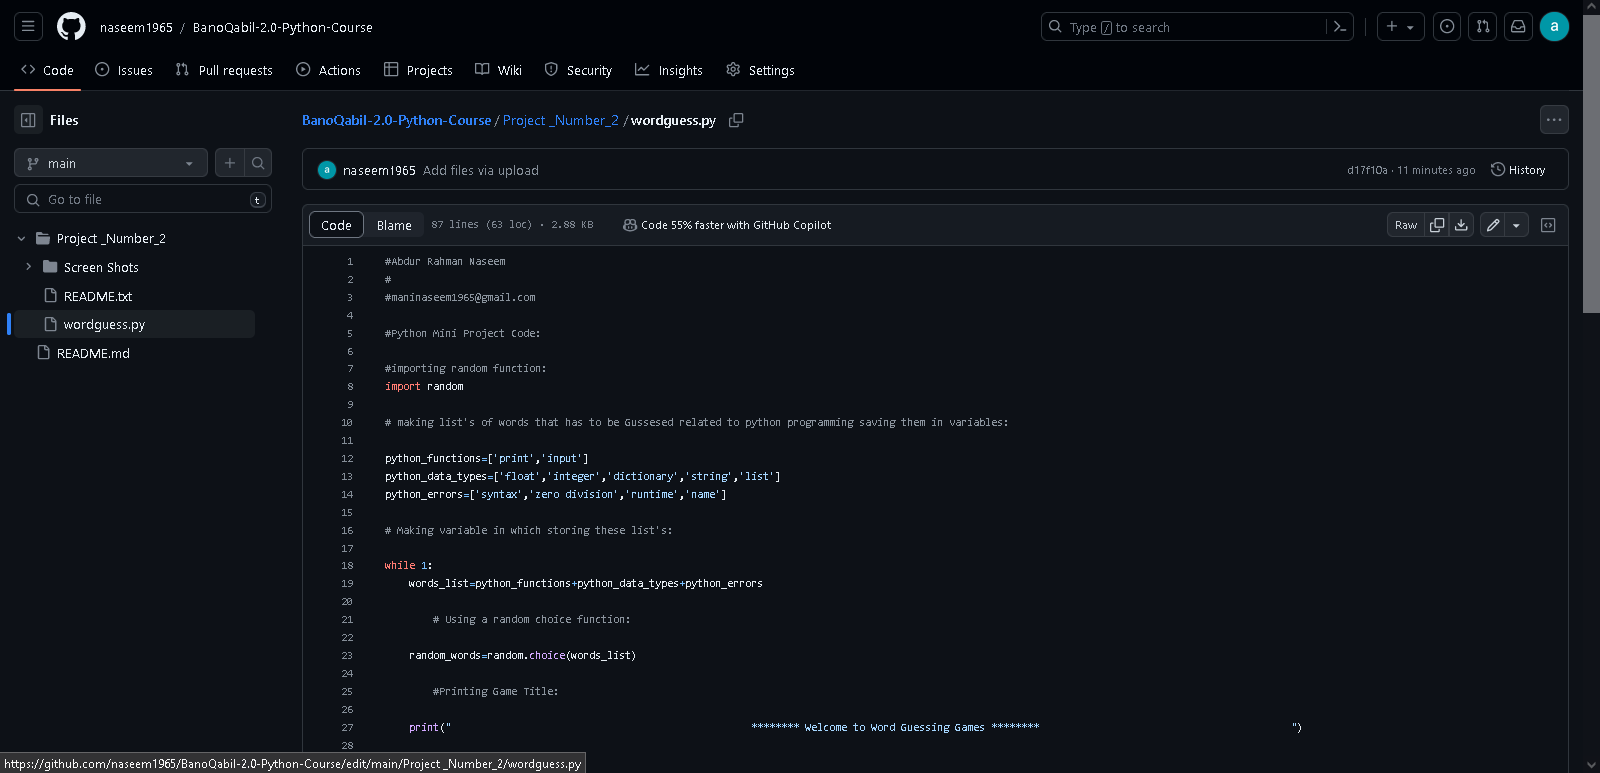 naseem1965 / BanoQabil-2.0-Python-Course
Type / to search
a
Code
Issues
Pull requests
Actions
Projects
Wiki
Security
Insights
Settings
Files
main
Go to file
t
Project _Number_2
Screen Shots
README.txt
wordguess.py
README.md
BanoQabil-2.0-Python-Course / Project _Number_2 / wordguess.py
a naseem1965 Add files via upload
d17f10a · 11 minutes ago
History
Code
Blame
87 lines (63 loc) · 2.88 KB
Code 55% faster with GitHub Copilot
Raw
1 #Abdur Rahman Naseem
2 #
3 #maninaseem1965@gmail.com
4
5 #Python Mini Project Code:
6
7 #importing random function:
8 import random
9
10 # making list's of words that has to be Gussesed related to python programming saving them in variables:
11
12 python_functions=['print','input']
13 python_data_types=['float','integer','dictionary','string','list']
14 python_errors=['syntax','zero division','runtime','name']
15
16 # Making variable in which storing these list's:
17
18 while 1:
19 words_list=python_functions+python_data_types+python_errors
20
21 # Using a random choice function:
22
23 random_words=random.choice(words_list)
24
25 #Printing Game Title:
26
27 print(" ******** Welcome to Word Guessing Games ******** ")
28
https://github.com/naseem1965/BanoQabil-2.0-Python-Course/edit/main/Project _Number_2/wordguess.py